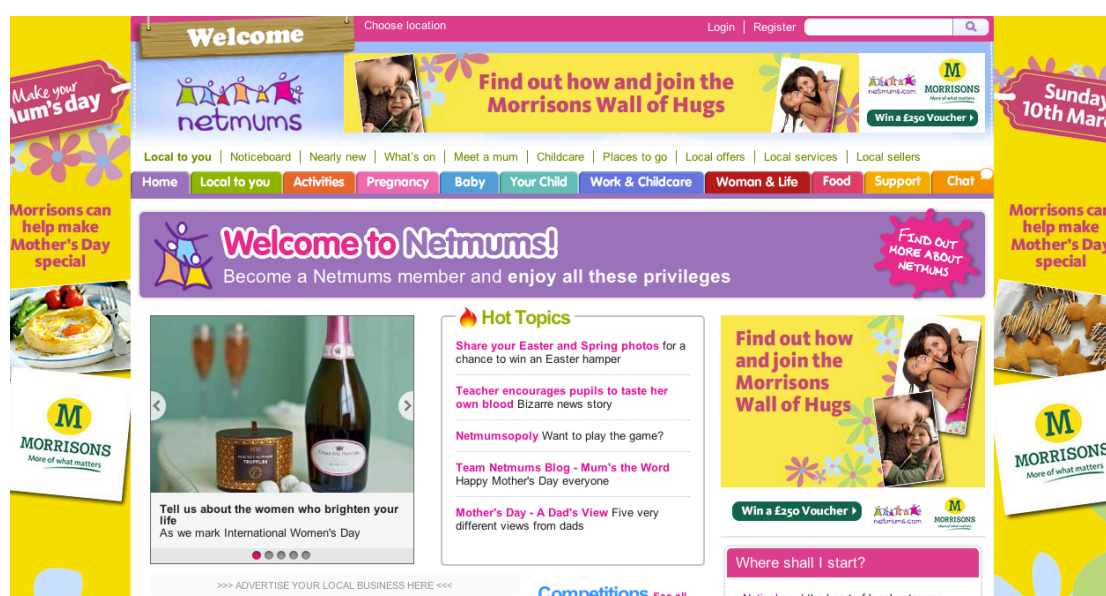 Welcome
Choose location
Login | Register
netmums
Find out how and join the
Morrisons Wall of Hugs
netmums.com
M
MORRISONS
More of what matters
Win a £250 Voucher
Make your
Mum's day
Morrisons can
help make
Mother's Day
special
M
MORRISONS
More of what matters
Sunday
10th Mar
Morrisons can
help make
Mother's Day
special
M
MORRISONS
More of what matters
Local to you | Noticeboard | Nearly new | What's on | Meet a mum | Childcare | Places to go | Local offers | Local services | Local sellers
Home Local to you Activities Pregnancy Baby Your Child Work & Childcare Woman & Life Food Support Chat
Welcome to Netmums!
Become a Netmums member and enjoy all these privileges
FIND OUT
MORE ABOUT
NETMUMS
TRUFFLES
Tell us about the women who brighten your
life
As we mark International Women's Day
Hot Topics
Share your Easter and Spring photos for a
chance to win an Easter hamper
Teacher encourages pupils to taste her
own blood Bizarre news story
Netmumsopoly Want to play the game?
Team Netmums Blog - Mum's the Word
Happy Mother's Day everyone
Mother's Day - A Dad's View Five very
different views from dads
Find out how
and join the
Morrisons
Wall of Hugs
Win a £250 Voucher
netmums.com
M
MORRISONS
More of what matters
Where shall I start?
>>> ADVERTISE YOUR LOCAL BUSINESS HERE <<<
Competitions See all